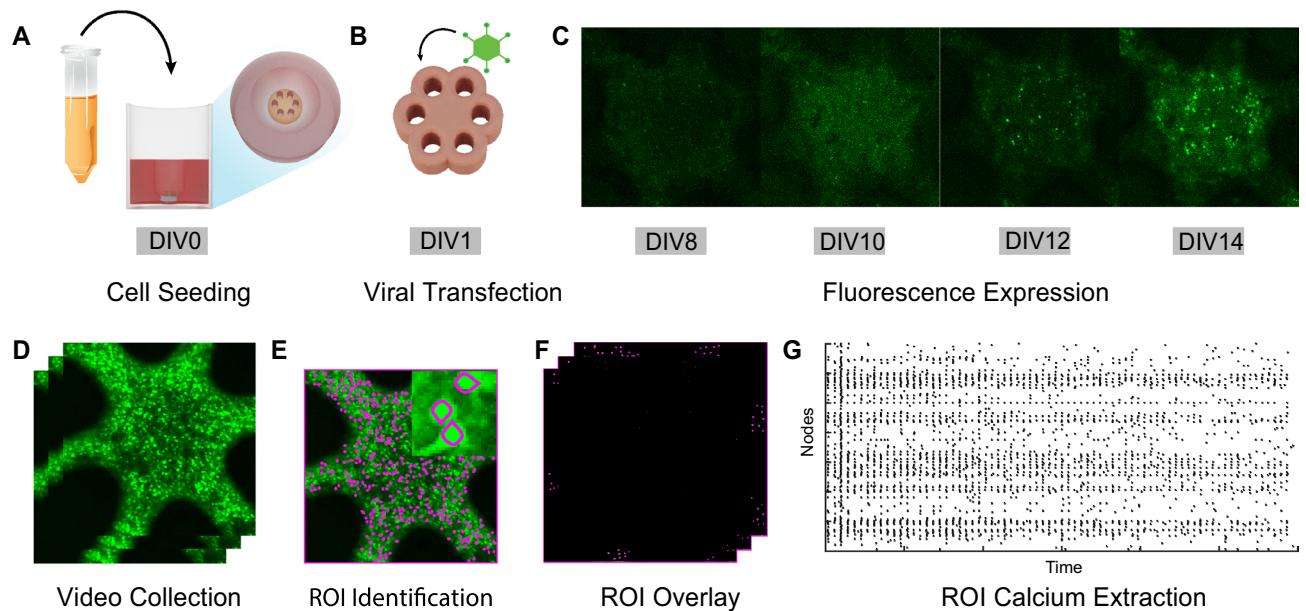 A
B
C
DIV0
DIV1
DIV8
DIV10
DIV12
DIV14
Cell Seeding
Viral Transfection
Fluorescence Expression
D
E
F
G
Nodes
Time
Video Collection
ROI Identification
ROI Overlay
ROI Calcium Extraction